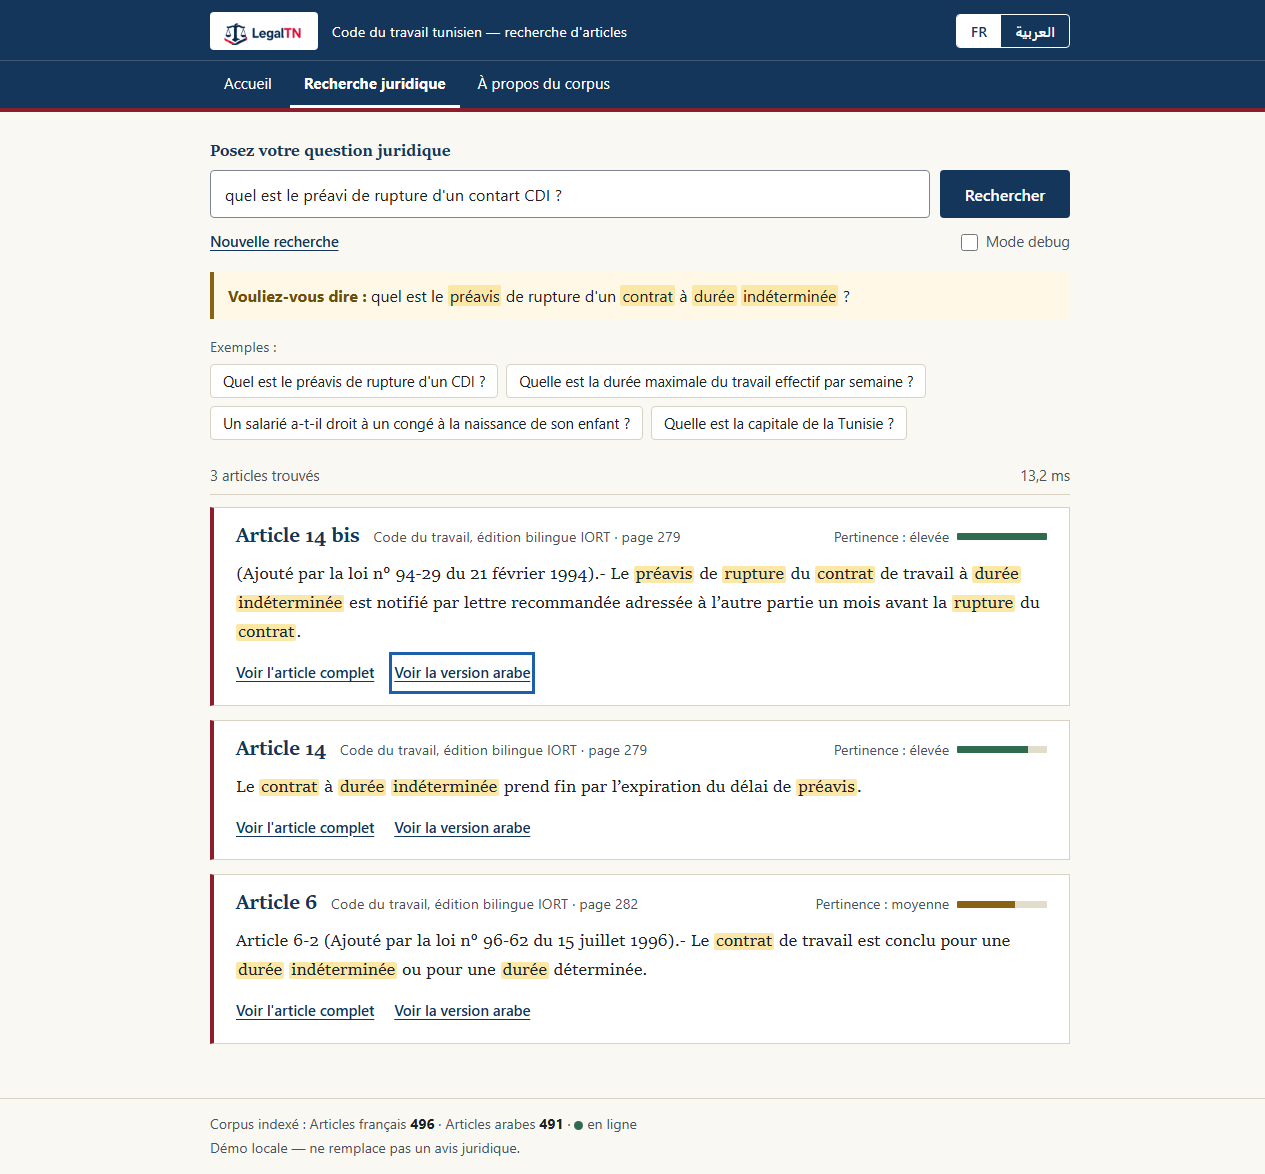 LegalTN
Code du travail tunisien — recherche d'articles
FR
العربية
Accueil
Recherche juridique
À propos du corpus
Posez votre question juridique
quel est le préavi de rupture d'un contart CDI ?
Rechercher
Nouvelle recherche
Mode debug
Vouliez-vous dire : quel est le préavis de rupture d'un contrat à durée indéterminée ?
Exemples :
Quel est le préavis de rupture d'un CDI ?
Quelle est la durée maximale du travail effectif par semaine ?
Un salarié a-t-il droit à un congé à la naissance de son enfant ?
Quelle est la capitale de la Tunisie ?
3 articles trouvés
13,2 ms
Article 14 bis
Code du travail, édition bilingue IORT · page 279
Pertinence : élevée
(Ajouté par la loi n° 94-29 du 21 février 1994).- Le préavis de rupture du contrat de travail à durée
indéterminée est notifié par lettre recommandée adressée à l’autre partie un mois avant la rupture du
contrat.
Voir l'article complet
Voir la version arabe
Article 14
Code du travail, édition bilingue IORT · page 279
Pertinence : élevée
Le contrat à durée indéterminée prend fin par l’expiration du délai de préavis.
Voir l'article complet
Voir la version arabe
Article 6
Code du travail, édition bilingue IORT · page 282
Pertinence : moyenne
Article 6-2 (Ajouté par la loi n° 96-62 du 15 juillet 1996).- Le contrat de travail est conclu pour une
durée indéterminée ou pour une durée déterminée.
Voir l'article complet
Voir la version arabe
Corpus indexé : Articles français 496 · Articles arabes 491 · en ligne
Démo locale — ne remplace pas un avis juridique.